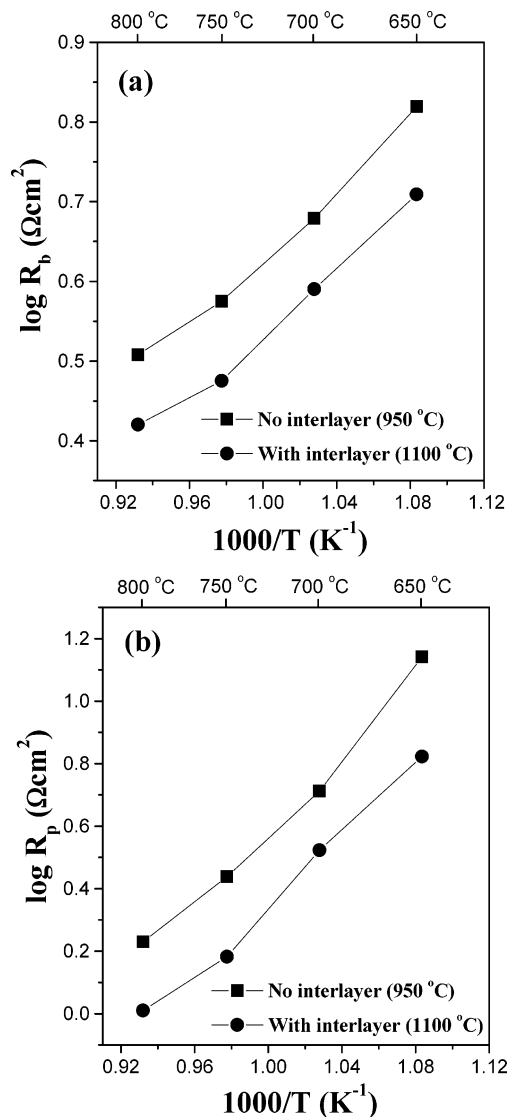 800 °C 750 °C 700 °C 650 °C
0.9
(a)
0.8
0.7
0.6
0.5
0.4
log R_b (Ωcm²)
No interlayer (950 °C)
With interlayer (1100 °C)
0.92 0.96 1.00 1.04 1.08 1.12
1000/T (K⁻¹)
800 °C 750 °C 700 °C 650 °C
(b)
1.2
1.0
0.8
0.6
0.4
0.2
0.0
log R_p (Ωcm²)
No interlayer (950 °C)
With interlayer (1100 °C)
0.92 0.96 1.00 1.04 1.08 1.12
1000/T (K⁻¹)